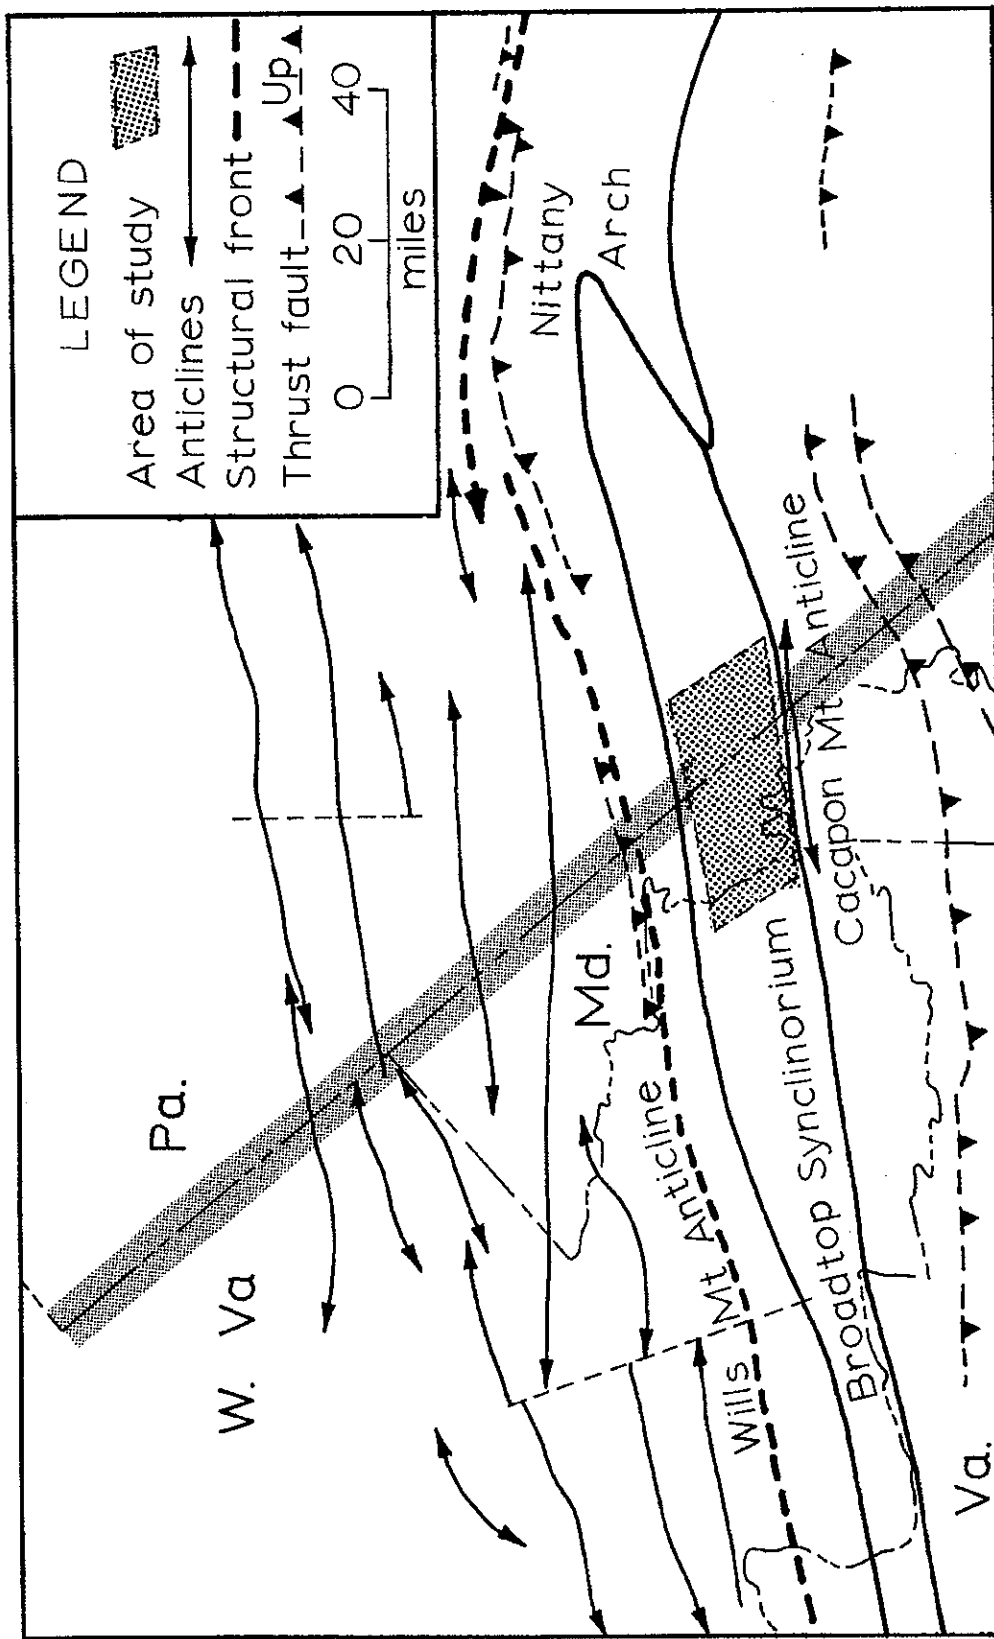 LEGEND
Area of study
Anticlines
Structural front
Thrust fault Up
0 20 40
miles
Pa.
W. Va
Md.
Nittany
Arch
Wills Mt Anticline
Broadtop Synclinorium
Cacapon Mt Anticline
Va.